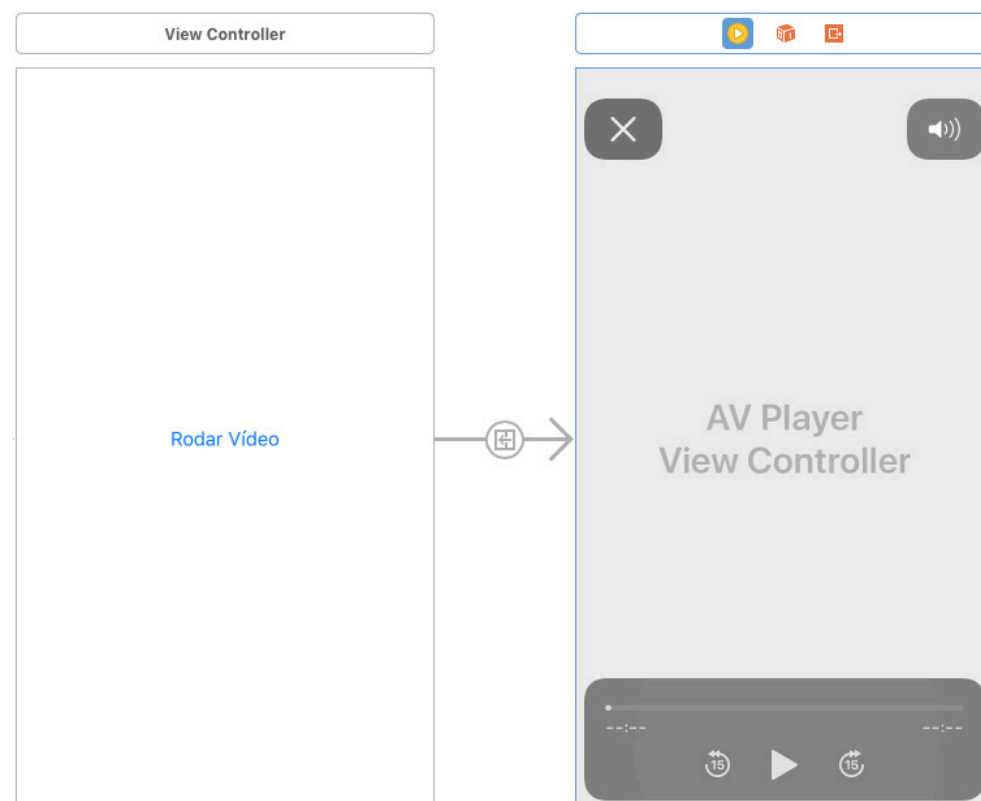 View Controller
Rodar Vídeo
AV Player
View Controller
--:--
--:--
15
15